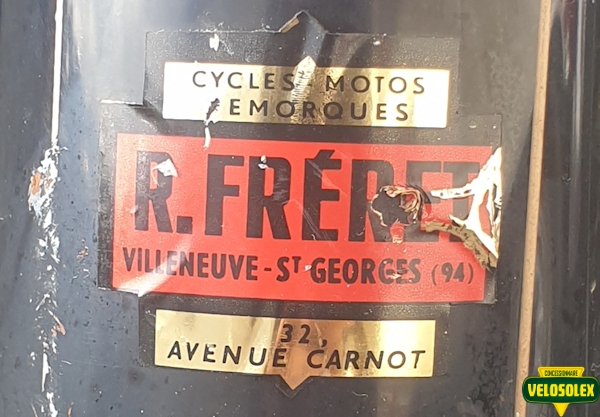 CYCLES - MOTOS
REMORQUES
R. FRÉRET
VILLENEUVE - ST GEORGES (94)
32,
AVENUE CARNOT
CONCESSIONNAIRE
VELOSOLEX